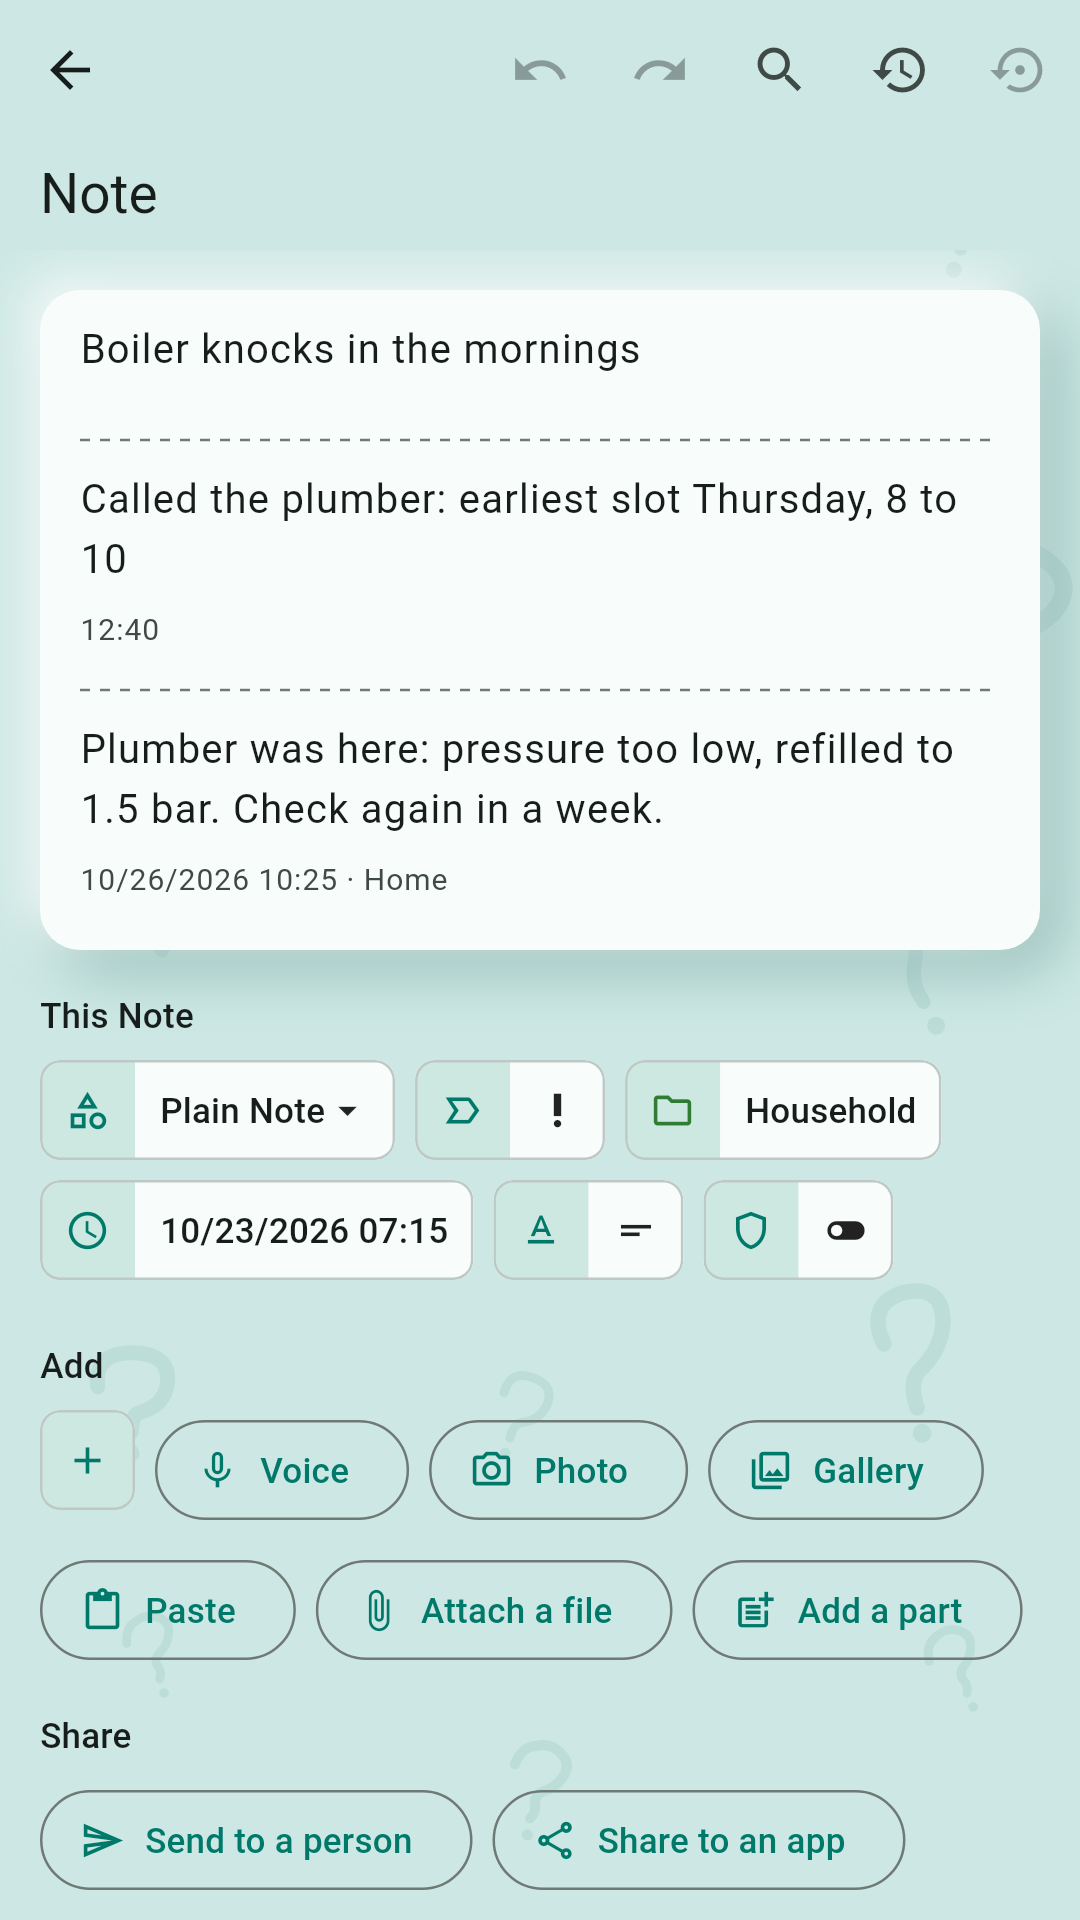 Note
Boiler knocks in the mornings
Called the plumber: earliest slot Thursday, 8 to
10
12:40
Plumber was here: pressure too low, refilled to
1.5 bar. Check again in a week.
10/26/2026 10:25 · Home
This Note
Plain Note
Household
10/23/2026 07:15
Add
Voice
Photo
Gallery
Paste
Attach a file
Add a part
Share
Send to a person
Share to an app